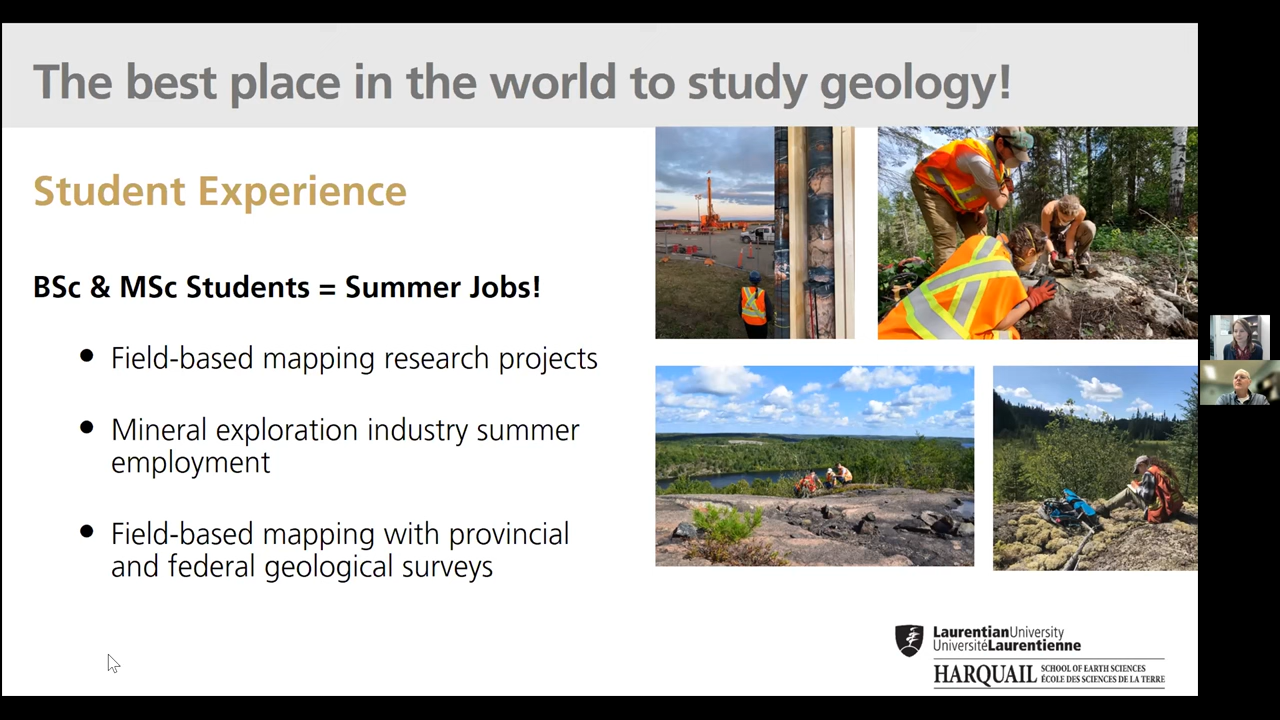 The best place in the world to study geology!
Student Experience
BSc & MSc Students = Summer Jobs!
• Field-based mapping research projects
• Mineral exploration industry summer
employment
• Field-based mapping with provincial
and federal geological surveys
LaurentianUniversity
UniversitéLaurentienne
HARQUAIL SCHOOL OF EARTH SCIENCES
ÉCOLE DES SCIENCES DE LA TERRE